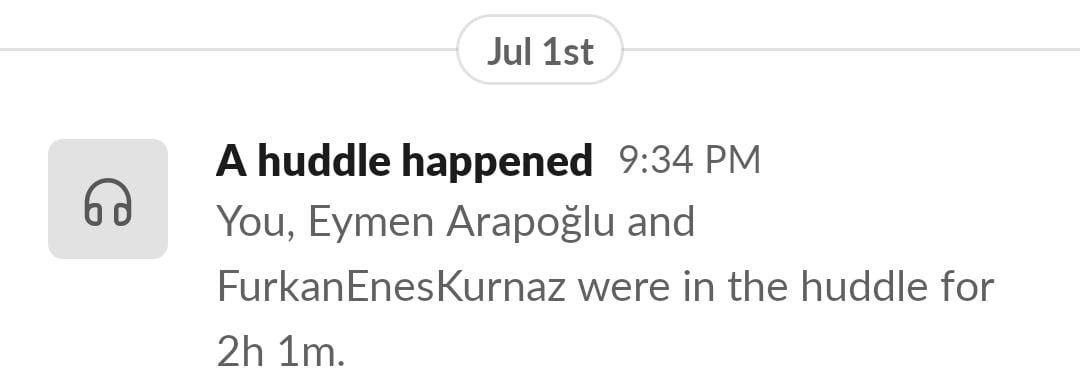 Jul 1st
A huddle happened 9:34 PM
You, Eymen Arapoğlu and
FurkanEnesKurnaz were in the huddle for
2h 1m.